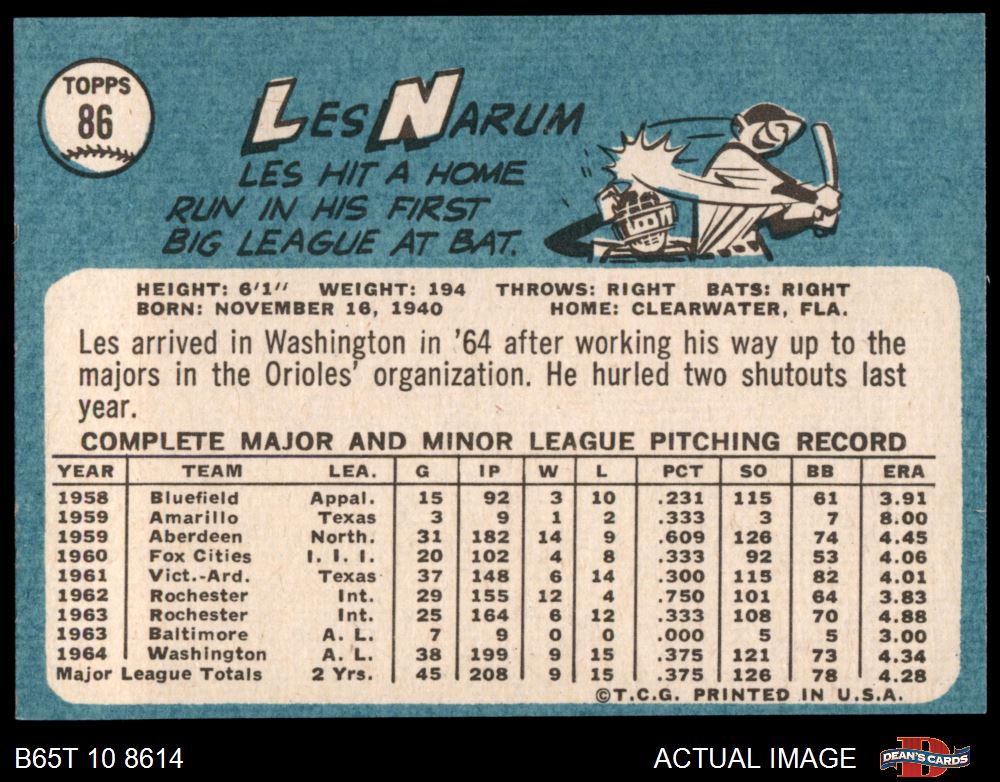 TOPPS
86
LES NARUM
LES HIT A HOME
RUN IN HIS FIRST
BIG LEAGUE AT BAT.
HEIGHT: 6'1" WEIGHT: 194 THROWS: RIGHT BATS: RIGHT
BORN: NOVEMBER 16, 1940 HOME: CLEARWATER, FLA.
Les arrived in Washington in '64 after working his way up to the
majors in the Orioles' organization. He hurled two shutouts last
year.
COMPLETE MAJOR AND MINOR LEAGUE PITCHING RECORD
YEAR TEAM LEA. G IP W L PCT SO BB ERA
1958 Bluefield Appal. 15 92 3 10 .231 115 61 3.91
1959 Amarillo Texas 3 9 1 2 .333 3 7 8.00
1959 Aberdeen North. 31 182 14 9 .609 126 74 4.45
1960 Fox Cities I. I. I. 20 102 4 8 .333 92 53 4.06
1961 Vict.-Ard. Texas 37 148 6 14 .300 115 82 4.01
1962 Rochester Int. 29 155 12 4 .750 101 64 3.83
1963 Rochester Int. 25 164 6 12 .333 108 70 4.88
1963 Baltimore A. L. 7 9 0 0 .000 5 5 3.00
1964 Washington A. L. 38 199 9 15 .375 121 73 4.34
Major League Totals 2 Yrs. 45 208 9 15 .375 126 78 4.28
©T.C.G. PRINTED IN U.S.A.
B65T 10 8614 ACTUAL IMAGE DEAN'S CARDS